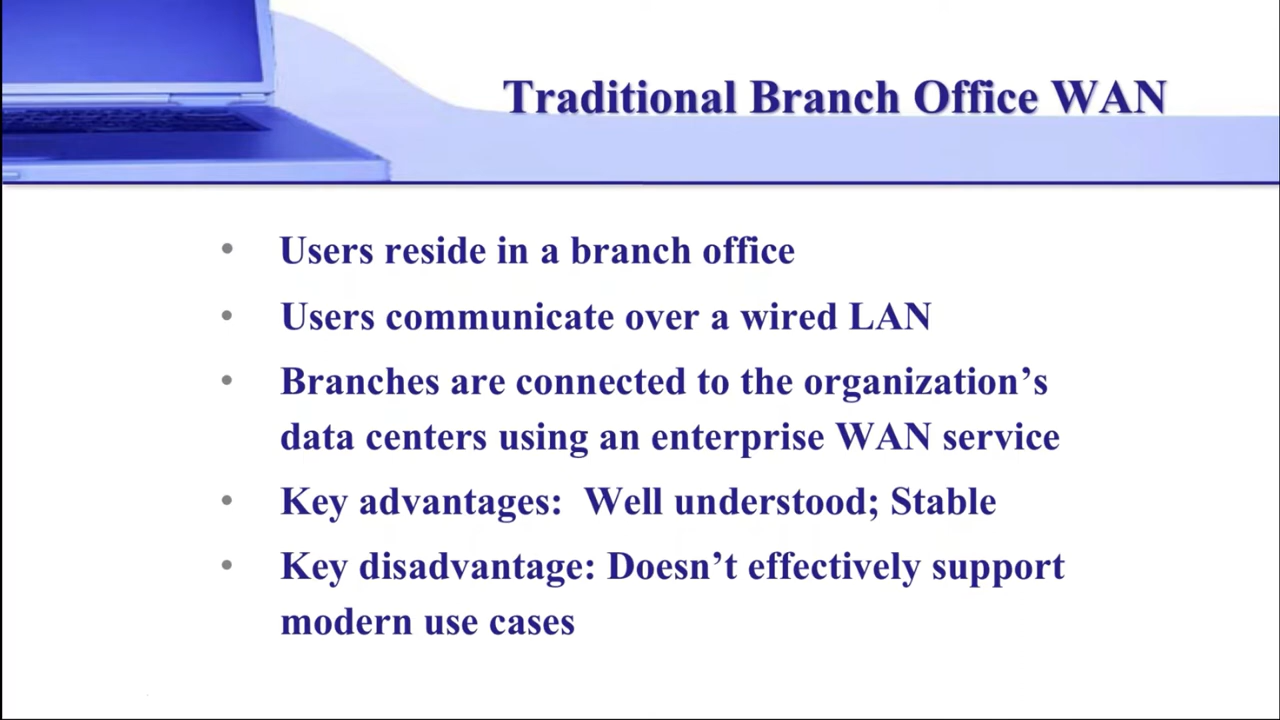 Traditional Branch Office WAN
• Users reside in a branch office
• Users communicate over a wired LAN
• Branches are connected to the organization’s
data centers using an enterprise WAN service
• Key advantages:  Well understood; Stable
• Key disadvantage: Doesn’t effectively support
modern use cases